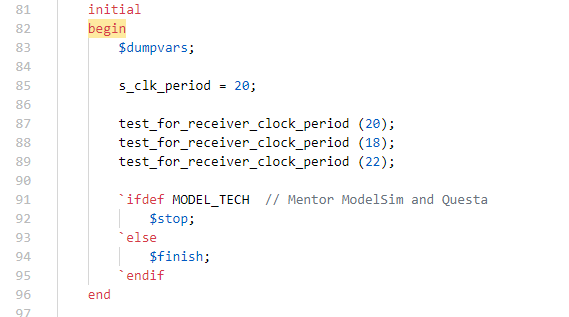 81 initial
82 begin
83 $dumpvars;
84
85 s_clk_period = 20;
86
87 test_for_receiver_clock_period (20);
88 test_for_receiver_clock_period (18);
89 test_for_receiver_clock_period (22);
90
91 `ifdef MODEL_TECH  // Mentor ModelSim and Questa
92 $stop;
93 `else
94 $finish;
95 `endif
96 end
97